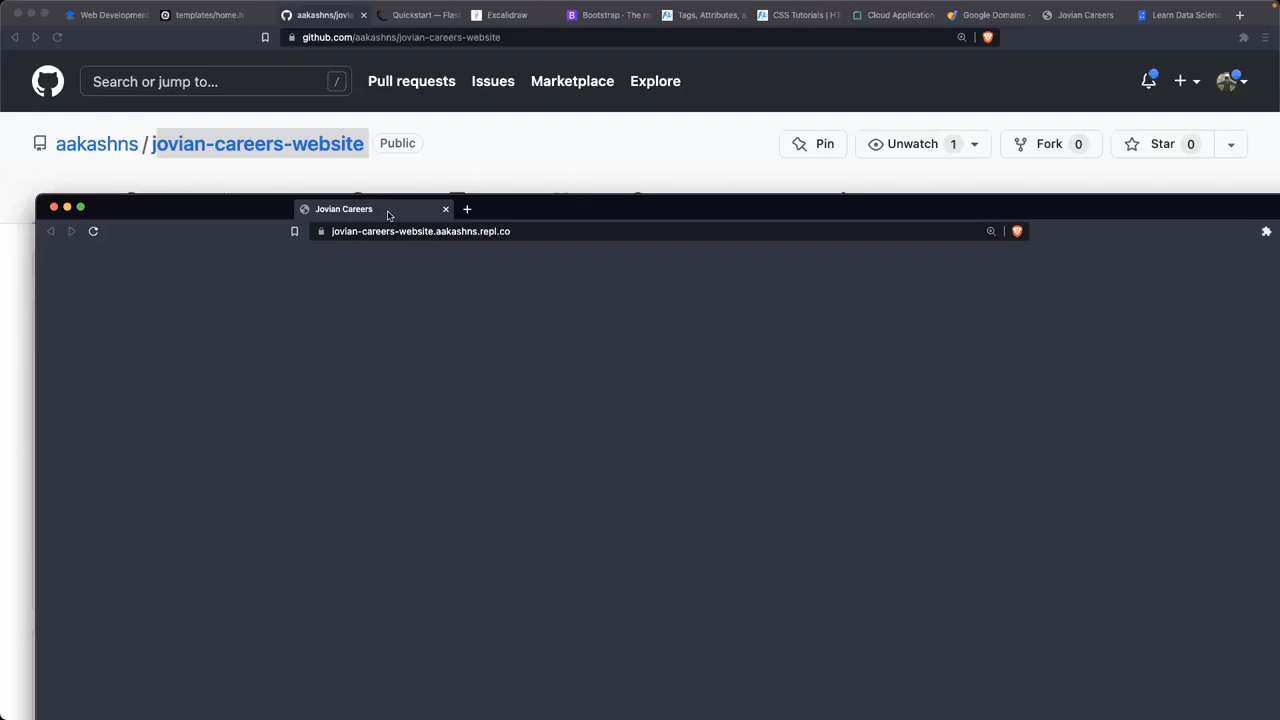 Web Development
templates/home.h
aakashns/jovia
Quickstart — Flas
Excalidraw
Bootstrap · The m
Tags, Attributes, a
CSS Tutorials | HT
Cloud Application
Google Domains -
Jovian Careers
Learn Data Scienc
github.com/aakashns/jovian-careers-website
Search or jump to... /
Pull requests
Issues
Marketplace
Explore
aakashns / jovian-careers-website
Public
Pin
Unwatch 1
Fork 0
Star 0
Jovian Careers
jovian-careers-website.aakashns.repl.co